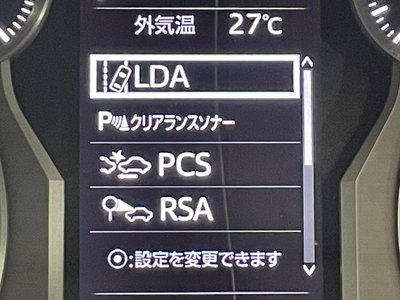 外気温 27℃
LDA
P クリアランスソナー
PCS
RSA
◎:設定を変更できます